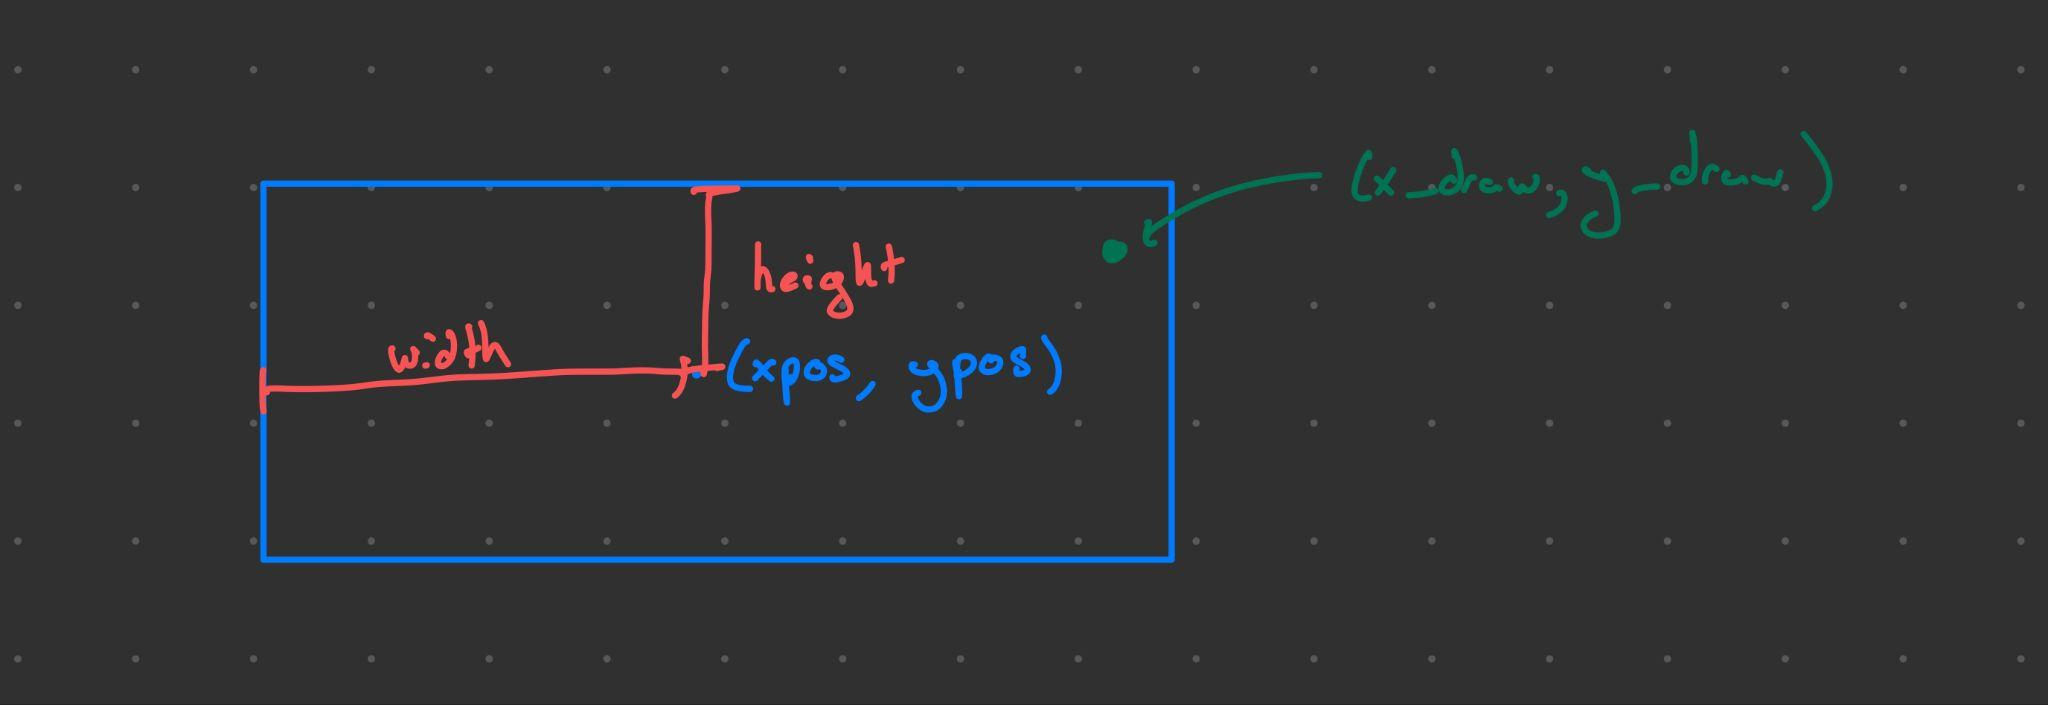 (x_draw, y_draw)
height
width
(xpos, ypos)